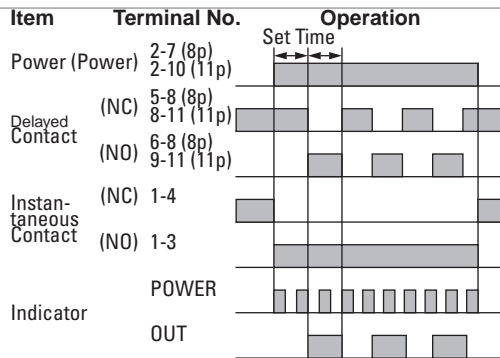 Item Terminal No. Operation
Set Time
Power (Power) 2-7 (8p)
2-10 (11p)
Delayed
Contact
(NC) 5-8 (8p)
8-11 (11p)
(NO) 6-8 (8p)
9-11 (11p)
Instan-
taneous
Contact
(NC) 1-4
(NO) 1-3
Indicator
POWER
OUT